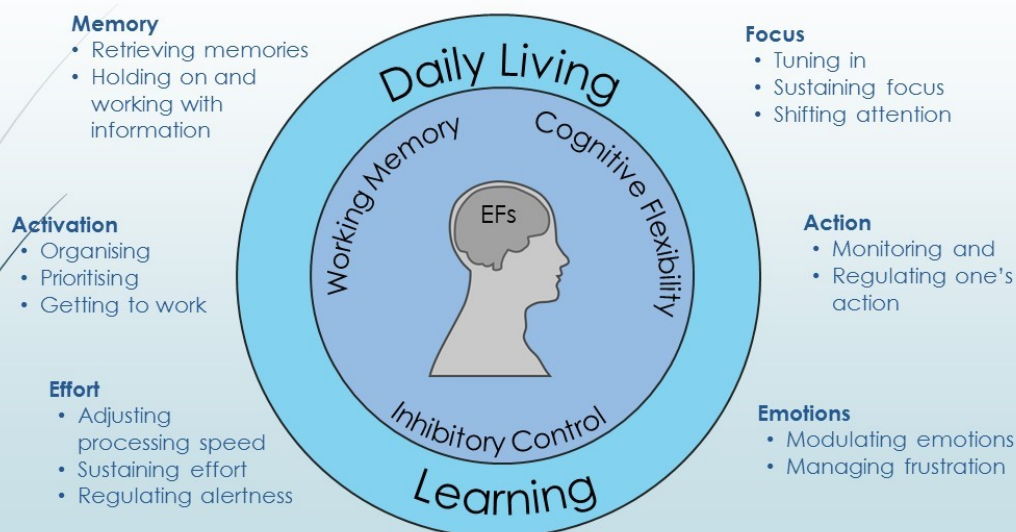 Memory
• Retrieving memories
• Holding on and
working with
information
Activation
• Organising
• Prioritising
• Getting to work
Effort
• Adjusting
processing speed
• Sustaining effort
• Regulating alertness
Daily Living
Working Memory
Cognitive Flexibility
EFs
Inhibitory Control
Learning
Focus
• Tuning in
• Sustaining focus
• Shifting attention
Action
• Monitoring and
• Regulating one’s
action
Emotions
• Modulating emotions
• Managing frustration